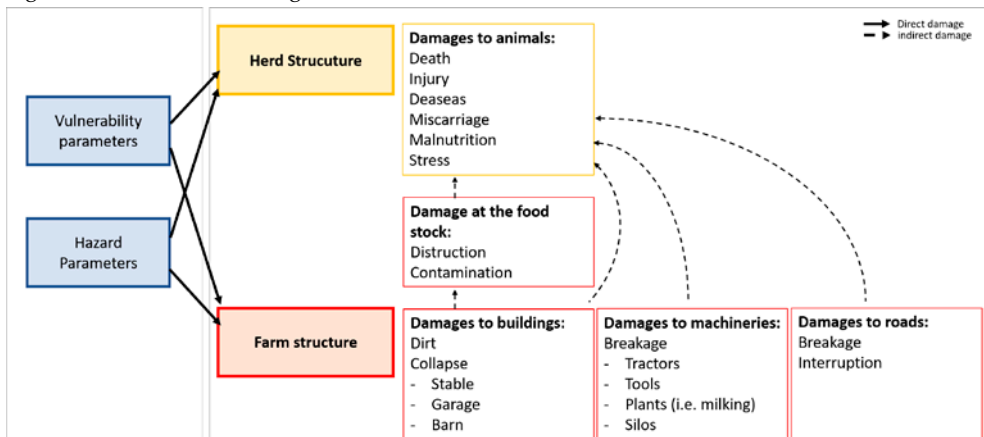 Direct damage
indirect damage
Herd Strucuture
Damages to animals:
Death
Injury
Deaseas
Miscarriage
Malnutrition
Stress
Vulnerability
parameters
Damage at the food
stock:
Distruction
Contamination
Hazard
Parameters
Farm structure
Damages to buildings:
Dirt
Collapse
- Stable
- Garage
- Barn
Damages to machineries:
Breakage
- Tractors
- Tools
- Plants (i.e. milking)
- Silos
Damages to roads:
Breakage
Interruption